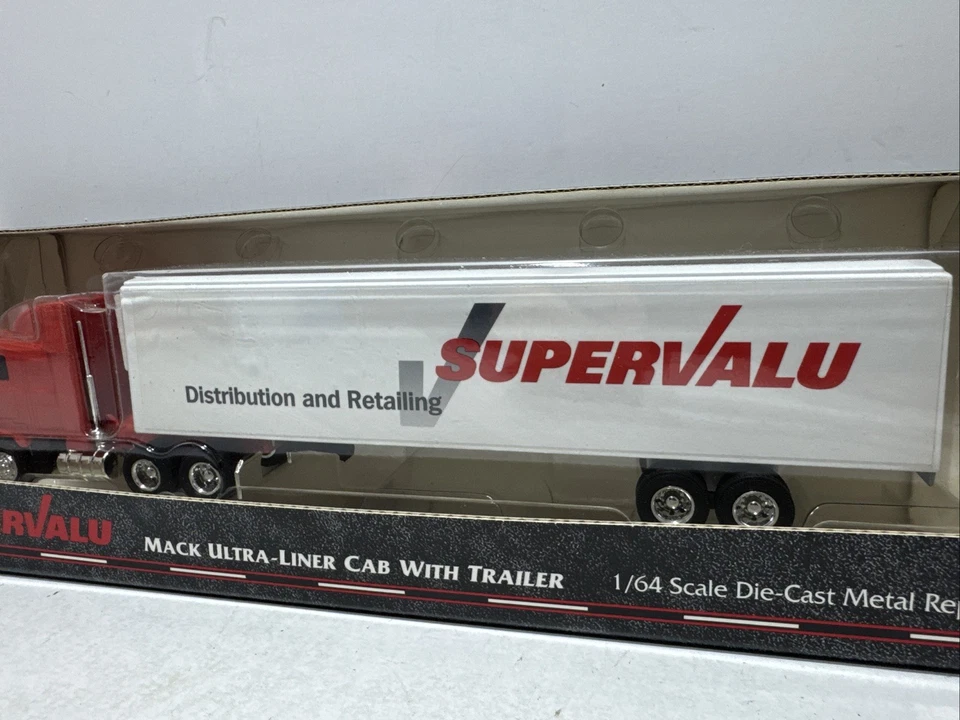 SUPERVALU
Distribution and Retailing
RVALU
MACK ULTRA-LINER CAB WITH TRAILER
1/64 Scale Die-Cast Metal Rep